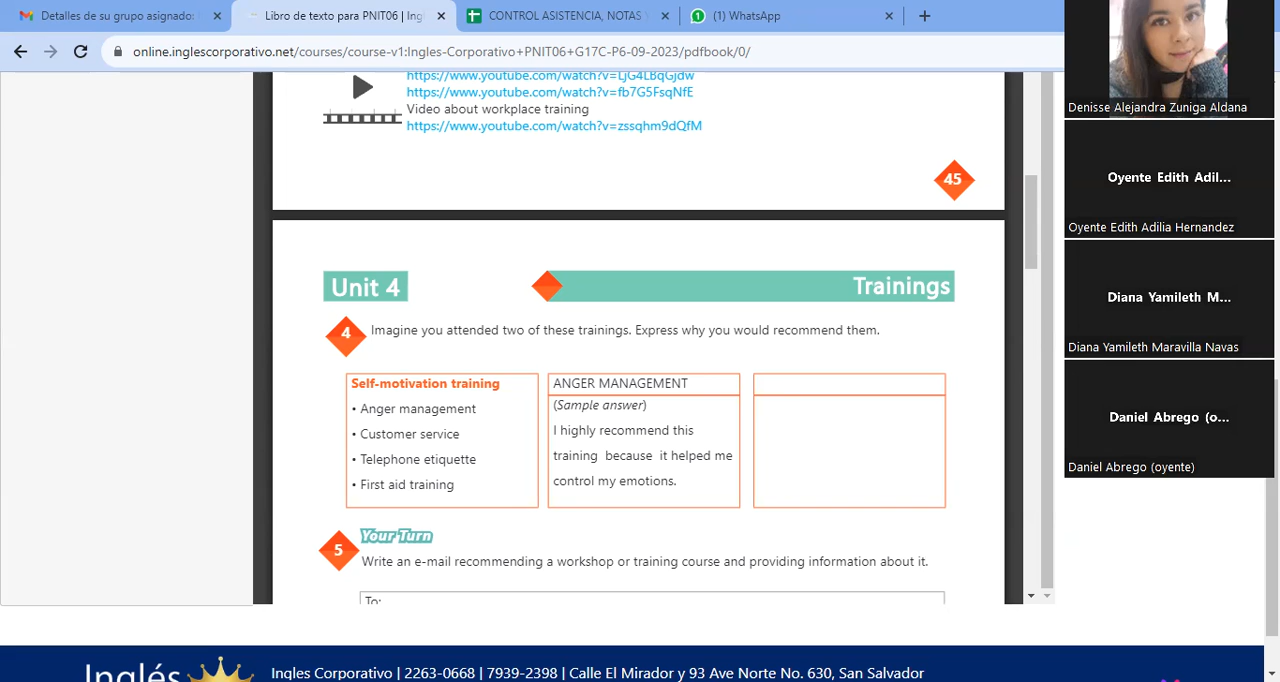 Detalles de su grupo asignado:
Libro de texto para PNIT06 | Ing
CONTROL ASISTENCIA, NOTAS Y
(1) WhatsApp
online.inglescorporativo.net/courses/course-v1:Ingles-Corporativo+PNIT06+G17C-P6-09-2023/pdfbook/0/
https://www.youtube.com/watch?v=LjG4LBqGjdw
https://www.youtube.com/watch?v=fb7G5FsqNfE
Video about workplace training
https://www.youtube.com/watch?v=zssqhm9dQfM
45
Unit 4
Trainings
4
Imagine you attended two of these trainings. Express why you would recommend them.
Self-motivation training
• Anger management
• Customer service
• Telephone etiquette
• First aid training
ANGER MANAGEMENT
(Sample answer)
I highly recommend this
training because it helped me
control my emotions.
5
Your Turn
Write an e-mail recommending a workshop or training course and providing information about it.
To:
Inglés
Ingles Corporativo | 2263-0668 | 7939-2398 | Calle El Mirador y 93 Ave Norte No. 630, San Salvador
Denisse Alejandra Zuniga Aldana
Oyente Edith Adil...
Oyente Edith Adilia Hernandez
Diana Yamileth M...
Diana Yamileth Maravilla Navas
Daniel Abrego (o...
Daniel Abrego (oyente)